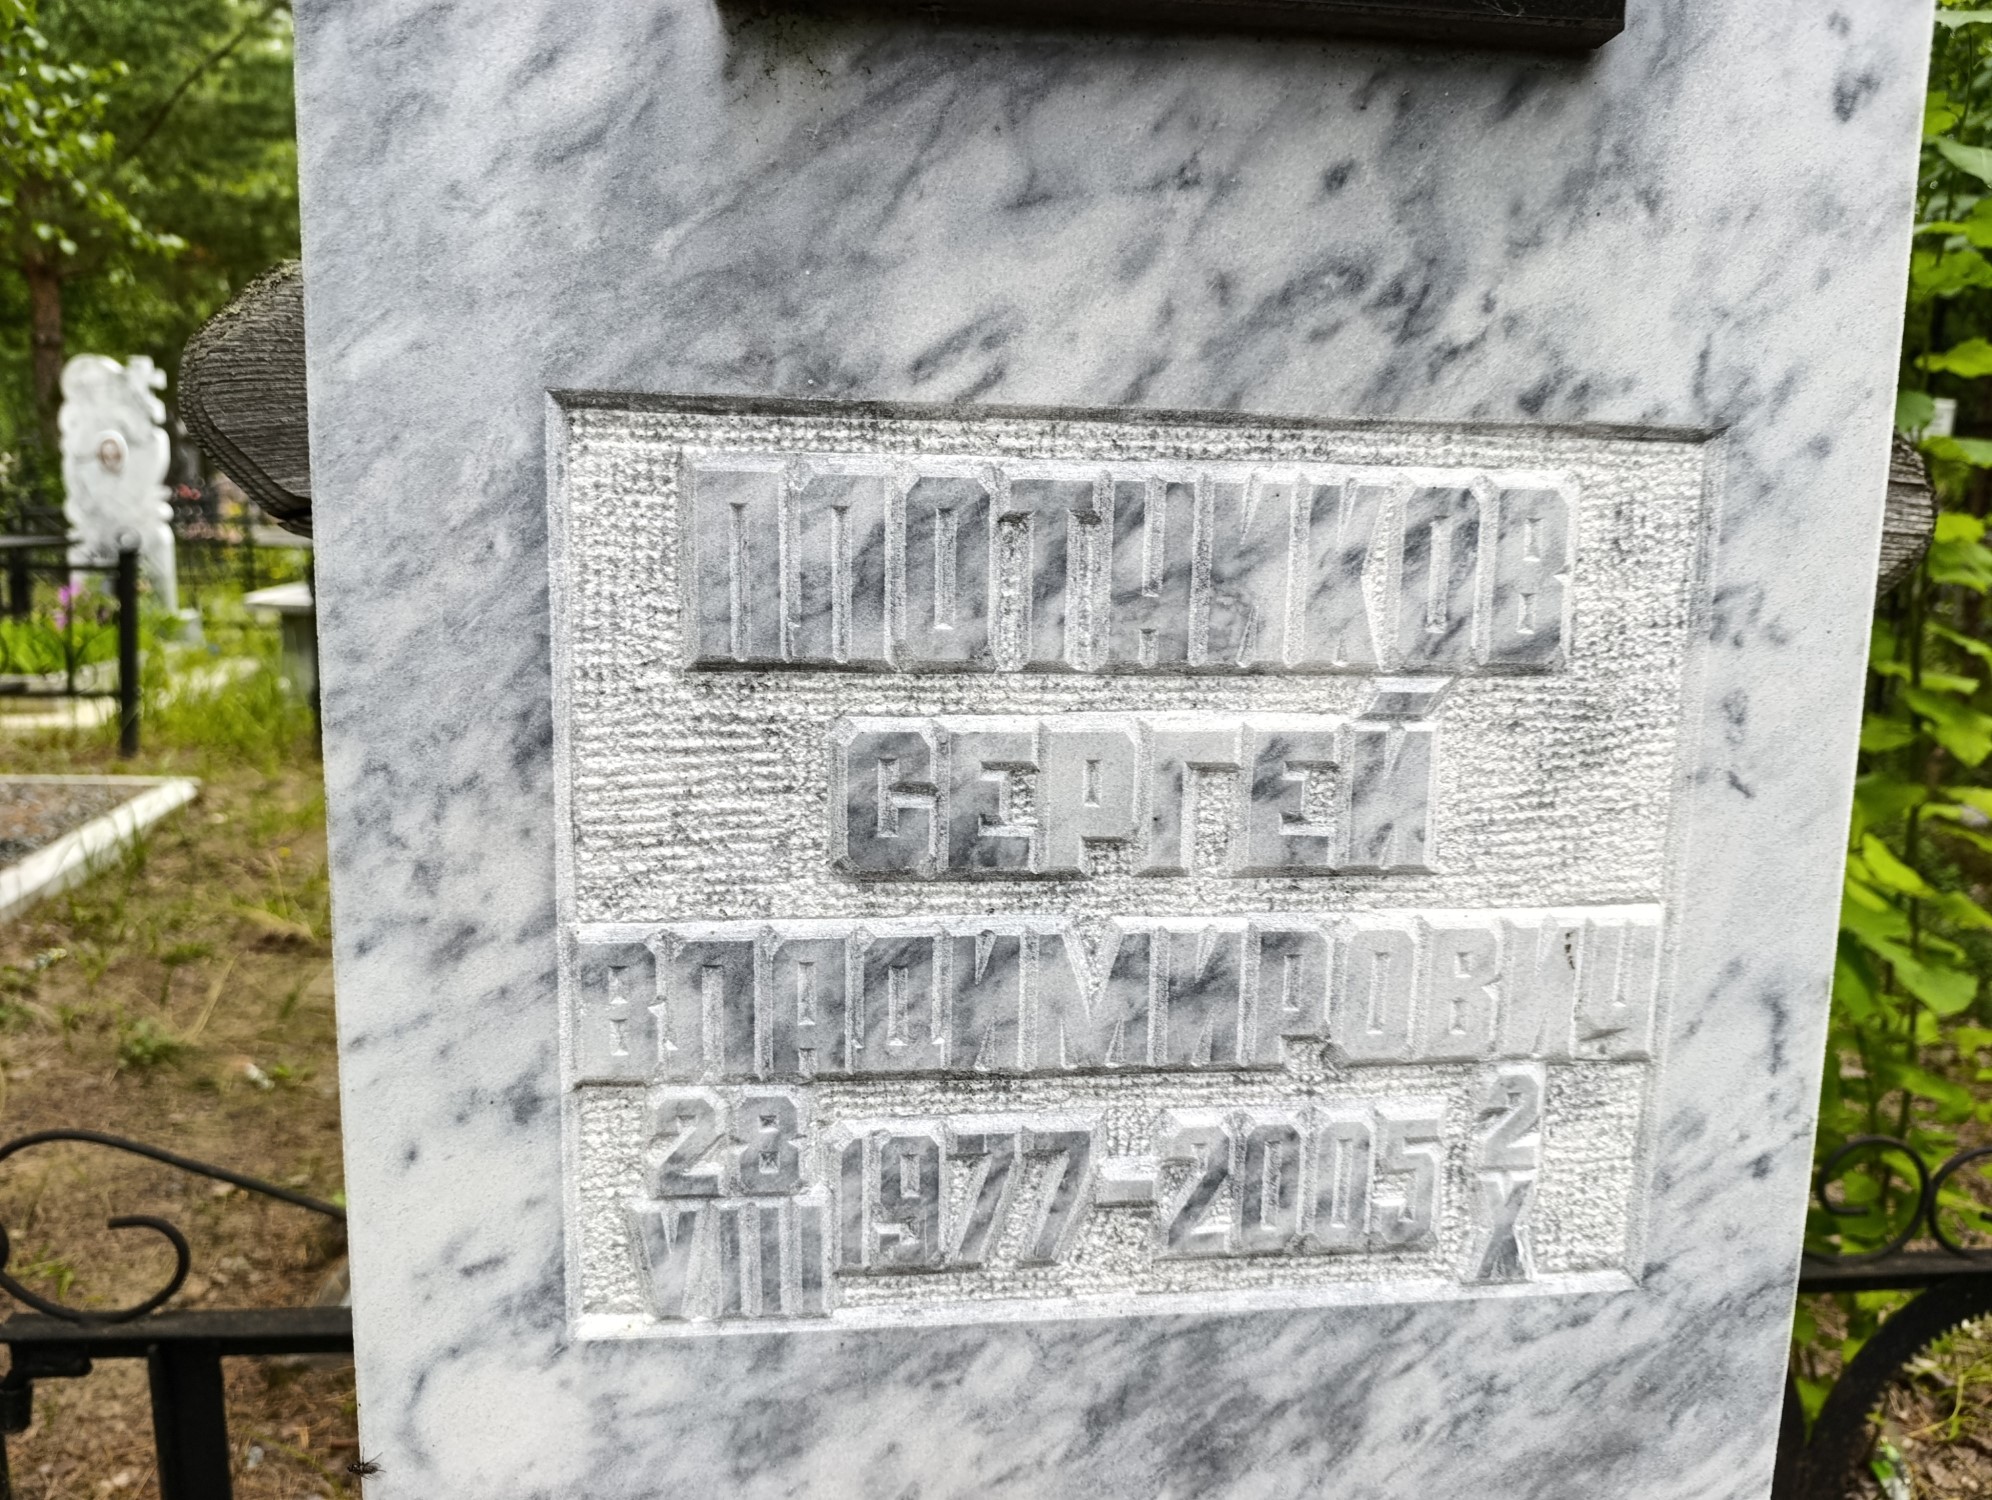 ПЛОТНИКОВ
СЕРГЕЙ
ВЛАДИМИРОВИЧ
28 VIII 1977-2005 2 X